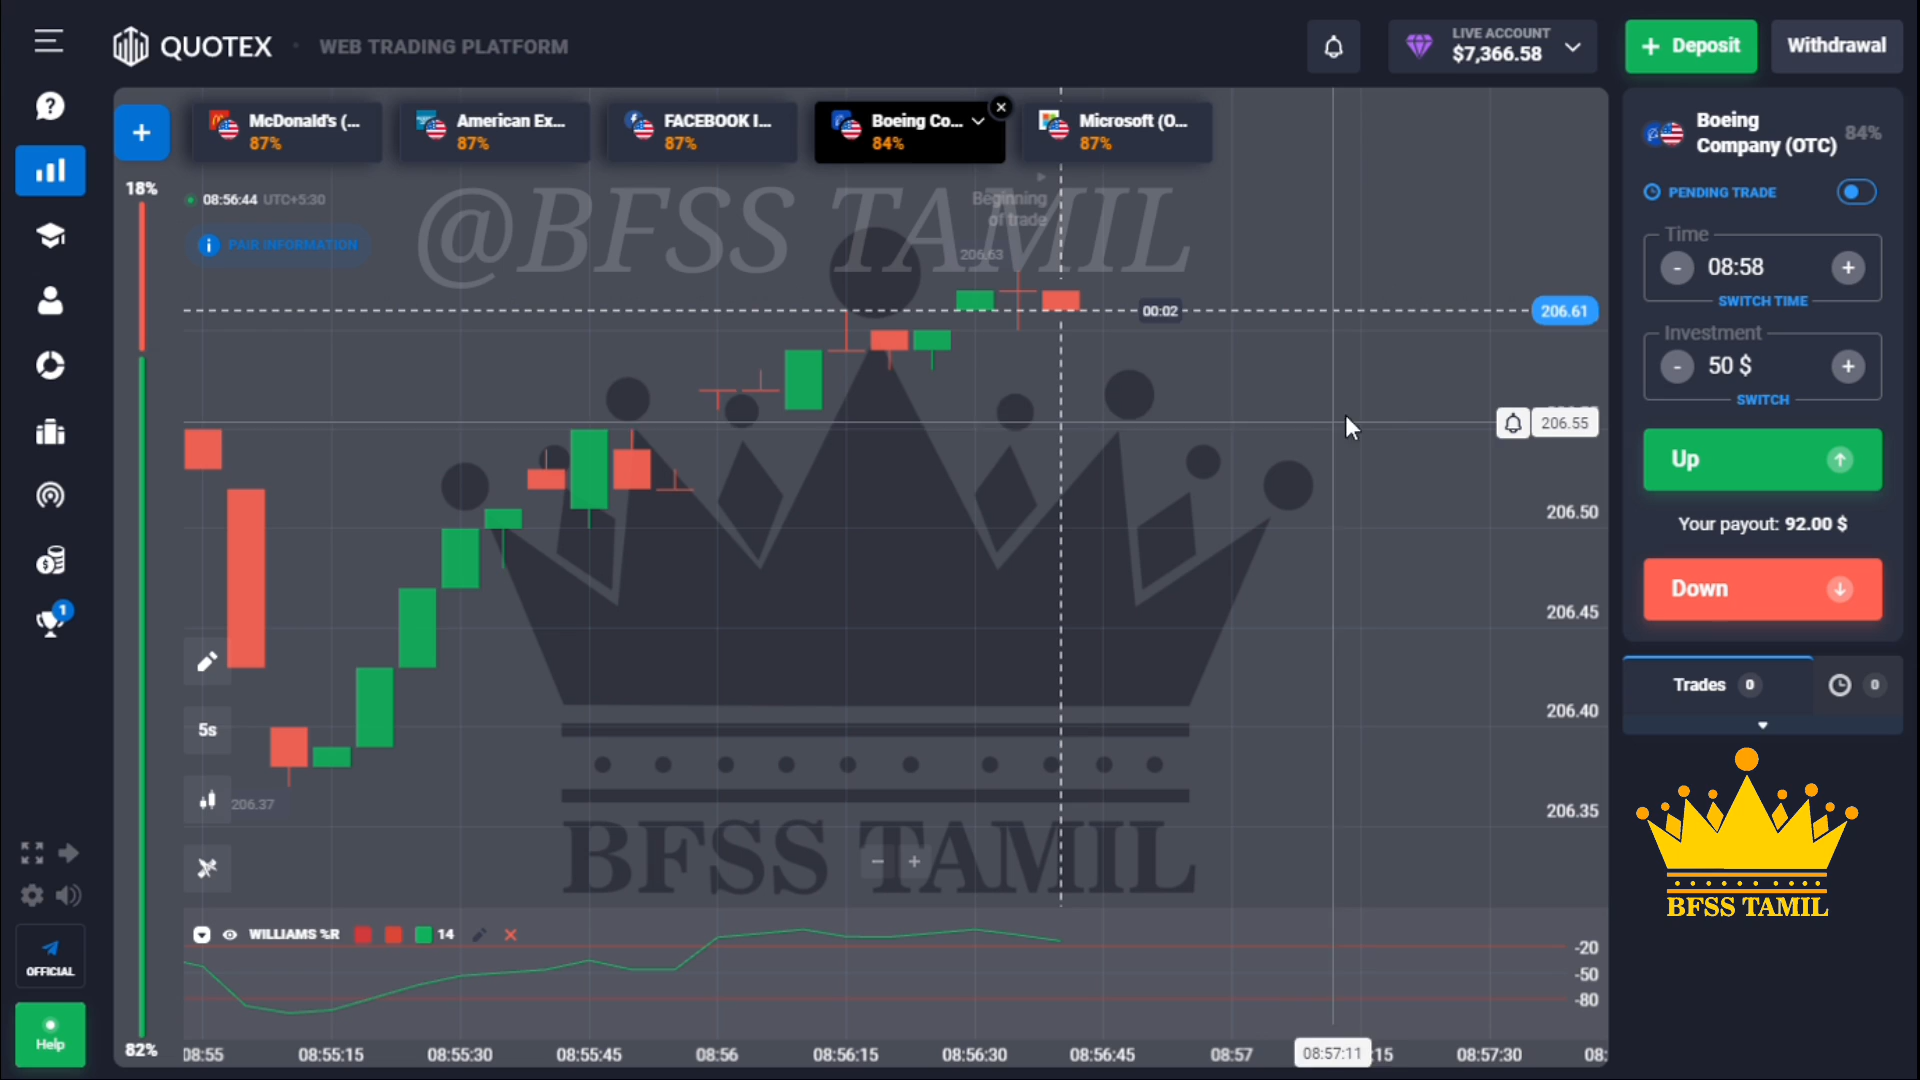 QUOTEX
WEB TRADING PLATFORM
LIVE ACCOUNT
$7,366.58
+ Deposit
Withdrawal
+
McDonald's (...
87%
American Ex...
87%
FACEBOOK I...
87%
Boeing Co...
84%
Microsoft (O...
87%
Boeing
Company (OTC)
84%
18%
08:56:44 UTC+5:30
PAIR INFORMATION
@BFSS TAMIL
Beginning
of trade
206.63
PENDING TRADE
Time
- 08:58 +
SWITCH TIME
00:02
206.61
Investment
- 50 $ +
SWITCH
206.55
Up
Your payout: 92.00 $
Down
206.50
206.45
206.40
206.35
Trades 0
0
1
5s
206.37
BFSS TAMIL
- +
BFSS TAMIL
WILLIAMS %R 14
-20
-50
-80
OFFICIAL
Help
82%
08:55 08:55:15 08:55:30 08:55:45 08:56 08:56:15 08:56:30 08:56:45 08:57 08:57:11 :15 08:57:30 08: